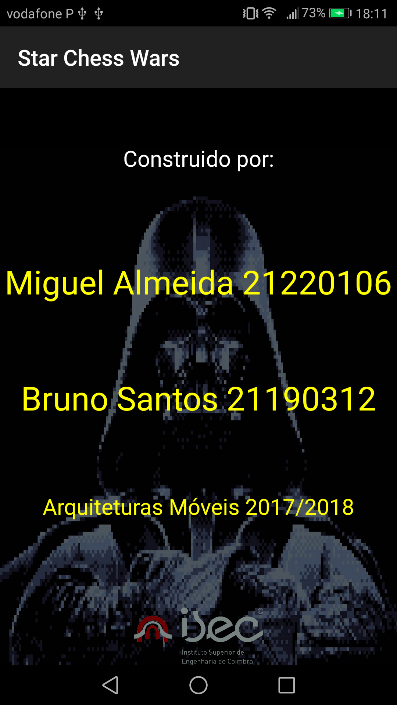 vodafone P 73% 18:11
Star Chess Wars
Construido por:
Miguel Almeida 21220106
Bruno Santos 21190312
Arquiteturas Móveis 2017/2018
isec
Instituto Superior de
Engenharia de Coimbra